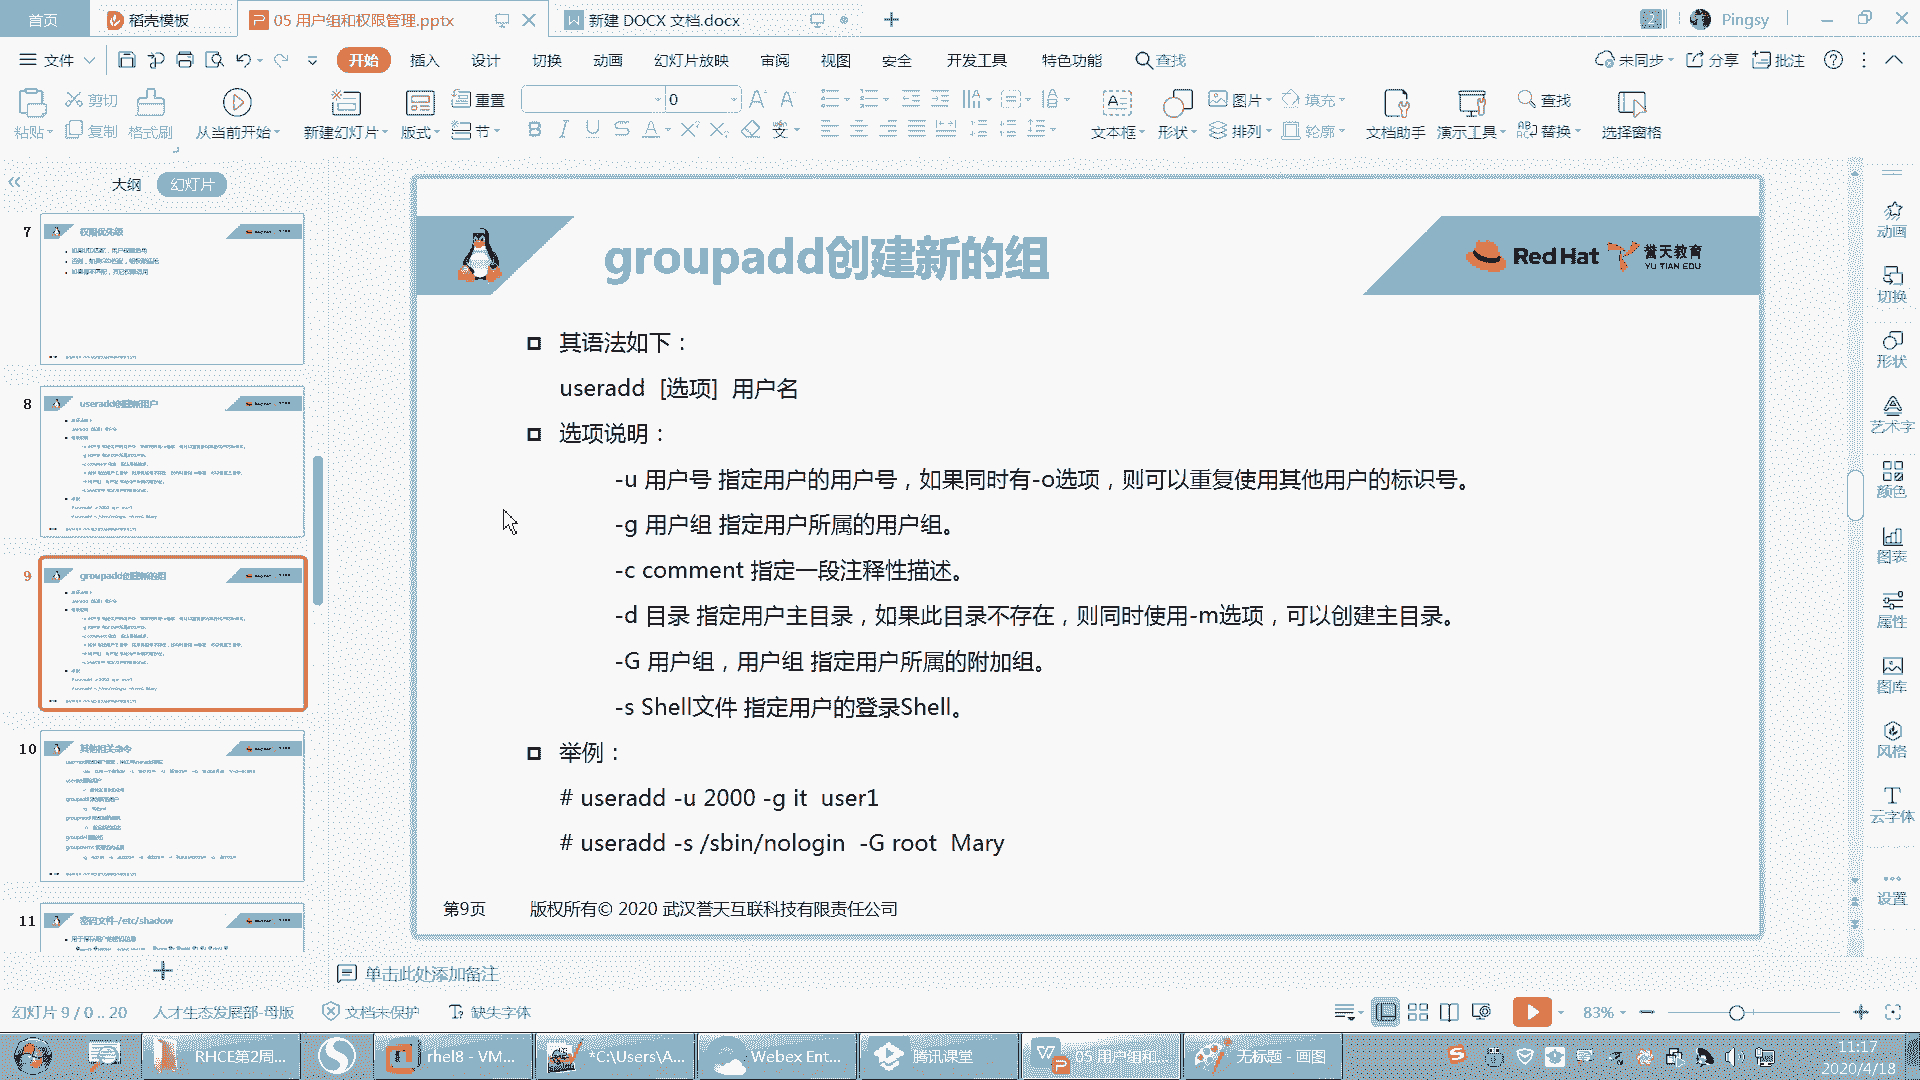 首页
稻壳模板
05 用户组和权限管理.pptx
新建 DOCX 文档.docx
Pingsy
文件
开始
插入
设计
切换
动画
幻灯片放映
审阅
视图
安全
开发工具
特色功能
查找
未同步
分享
批注
粘贴
剪切
复制
格式刷
从当前开始
新建幻灯片
版式
重置
节
0
文本框
形状
图片
排列
填充
轮廓
文档助手
演示工具
查找
替换
选择窗格
大纲
幻灯片
7
权限优先级
8
useradd创建新用户
9
groupadd创建新的组
10
其他相关命令
11
密码文件-/etc/shadow
groupadd创建新的组
Red Hat
誉天教育
YU TIAN EDU
其语法如下：
useradd [选项] 用户名
选项说明：
-u 用户号 指定用户的用户号，如果同时有-o选项，则可以重复使用其他用户的标识号。
-g 用户组 指定用户所属的用户组。
-c comment 指定一段注释性描述。
-d 目录 指定用户主目录，如果此目录不存在，则同时使用-m选项，可以创建主目录。
-G 用户组，用户组 指定用户所属的附加组。
-s Shell文件 指定用户的登录Shell。
举例：
# useradd -u 2000 -g it user1
# useradd -s /sbin/nologin -G root Mary
第9页
版权所有© 2020 武汉誉天互联科技有限责任公司
动画
切换
形状
艺术字
颜色
图表
属性
图库
风格
云字体
设置
单击此处添加备注
幻灯片 9 / 0 .. 20
人才生态发展部-母版
文档未保护
缺失字体
83%
RHCE第2周...
rhel8 - VM...
*C:\Users\A...
Webex Ent...
腾讯课堂
05 用户组和...
无标题 - 画图
11:17
2020/4/18